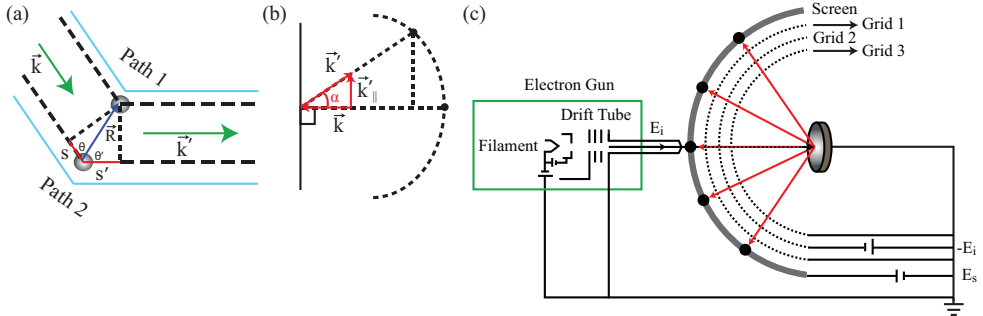 (a)
k⃗
Path 1
R⃗
s
θ
θ'
s'
k⃗'
Path 2
(b)
k⃗'
k⃗'∥
α
k⃗
(c)
Screen
Grid 1
Grid 2
Grid 3
Electron Gun
Drift Tube
Filament
Eᵢ
-Eᵢ
Eₛ